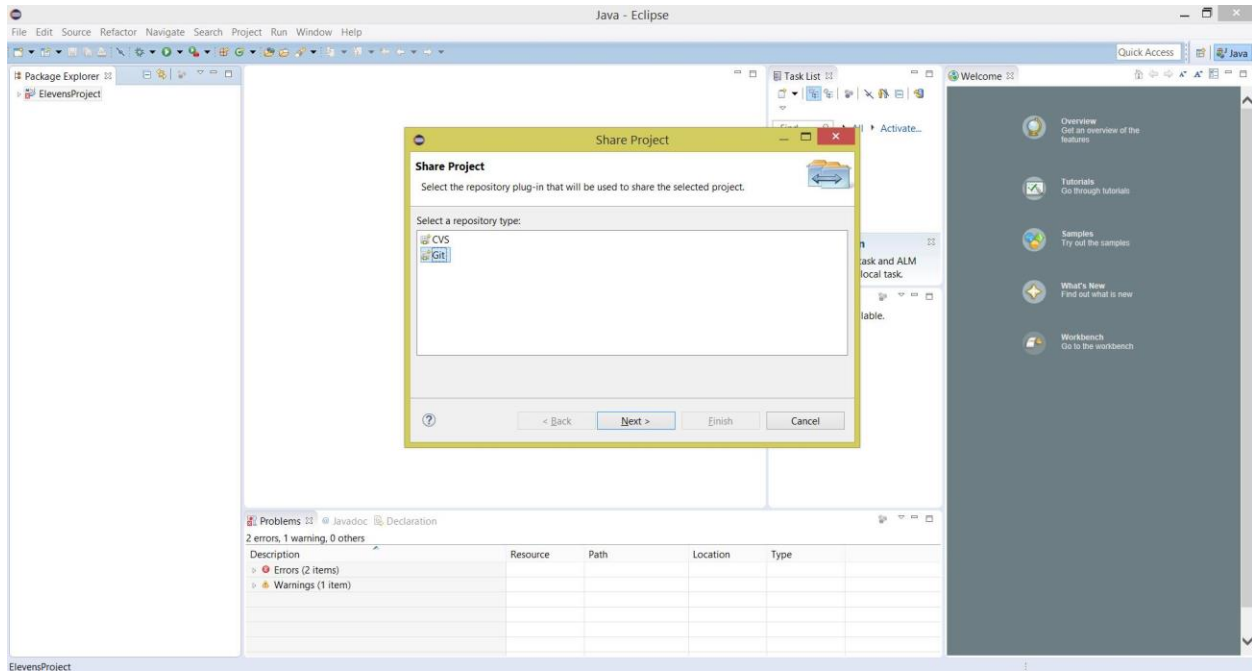 Java - Eclipse
File Edit Source Refactor Navigate Search Project Run Window Help
Quick Access
Java
Package Explorer
ElevensProject
Task List
Activate...
Welcome
Overview
Get an overview of the
features
Tutorials
Go through tutorials
Samples
Try out the samples
What's New
Find out what is new
Workbench
Go to the workbench
Share Project
Share Project
Select the repository plug-in that will be used to share the selected project.
Select a repository type:
CVS
Git
< Back Next > Finish Cancel
task and ALM
local task.
lable.
Problems Javadoc Declaration
2 errors, 1 warning, 0 others
Description Resource Path Location Type
Errors (2 items)
Warnings (1 item)
ElevensProject